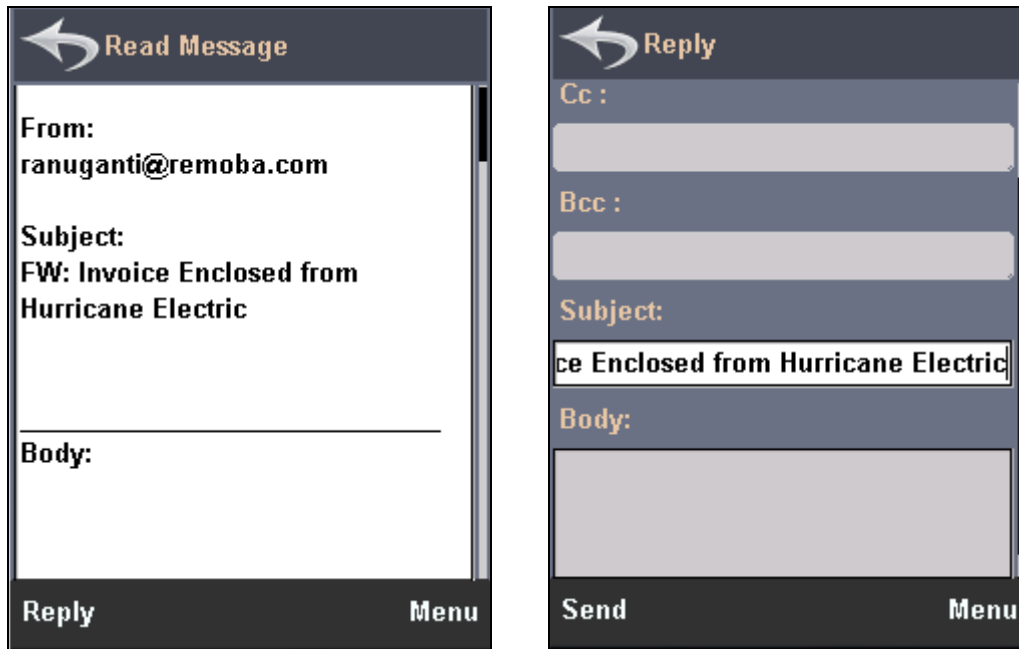 Read Message
From:
ranuganti@remoba.com
Subject:
FW: Invoice Enclosed from
Hurricane Electric
Body:
Reply
Menu
Reply
Cc :
Bcc :
Subject:
ce Enclosed from Hurricane Electric
Body:
Send
Menu